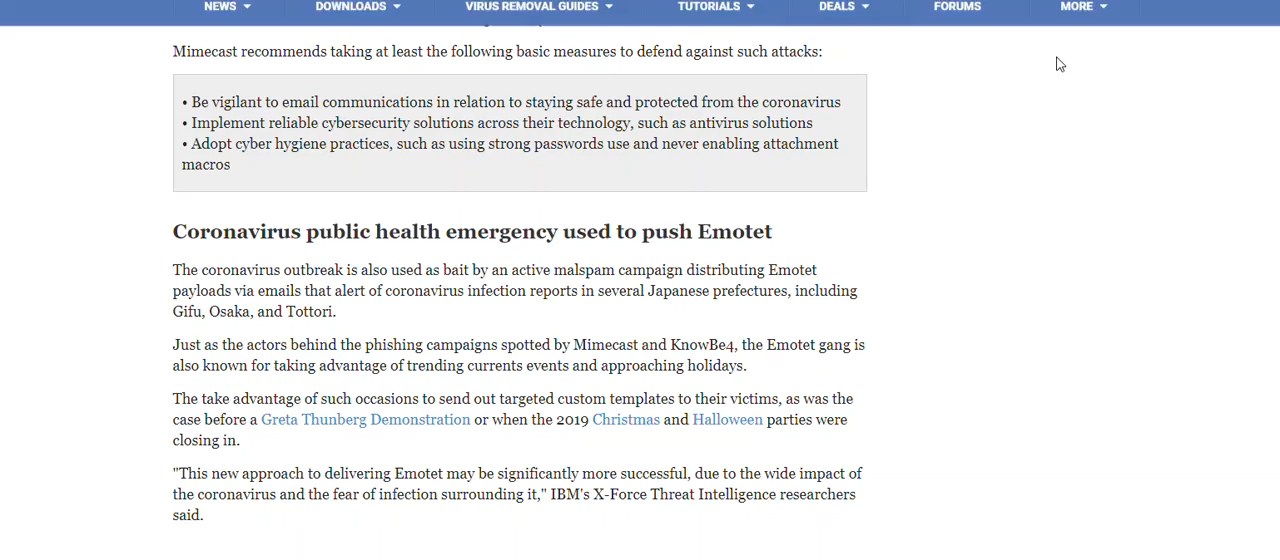 NEWS DOWNLOADS VIRUS REMOVAL GUIDES TUTORIALS DEALS FORUMS MORE
Mimecast recommends taking at least the following basic measures to defend against such attacks:
• Be vigilant to email communications in relation to staying safe and protected from the coronavirus
• Implement reliable cybersecurity solutions across their technology, such as antivirus solutions
• Adopt cyber hygiene practices, such as using strong passwords use and never enabling attachment
macros
Coronavirus public health emergency used to push Emotet
The coronavirus outbreak is also used as bait by an active malspam campaign distributing Emotet
payloads via emails that alert of coronavirus infection reports in several Japanese prefectures, including
Gifu, Osaka, and Tottori.
Just as the actors behind the phishing campaigns spotted by Mimecast and KnowBe4, the Emotet gang is
also known for taking advantage of trending currents events and approaching holidays.
The take advantage of such occasions to send out targeted custom templates to their victims, as was the
case before a Greta Thunberg Demonstration or when the 2019 Christmas and Halloween parties were
closing in.
"This new approach to delivering Emotet may be significantly more successful, due to the wide impact of
the coronavirus and the fear of infection surrounding it," IBM's X-Force Threat Intelligence researchers
said.